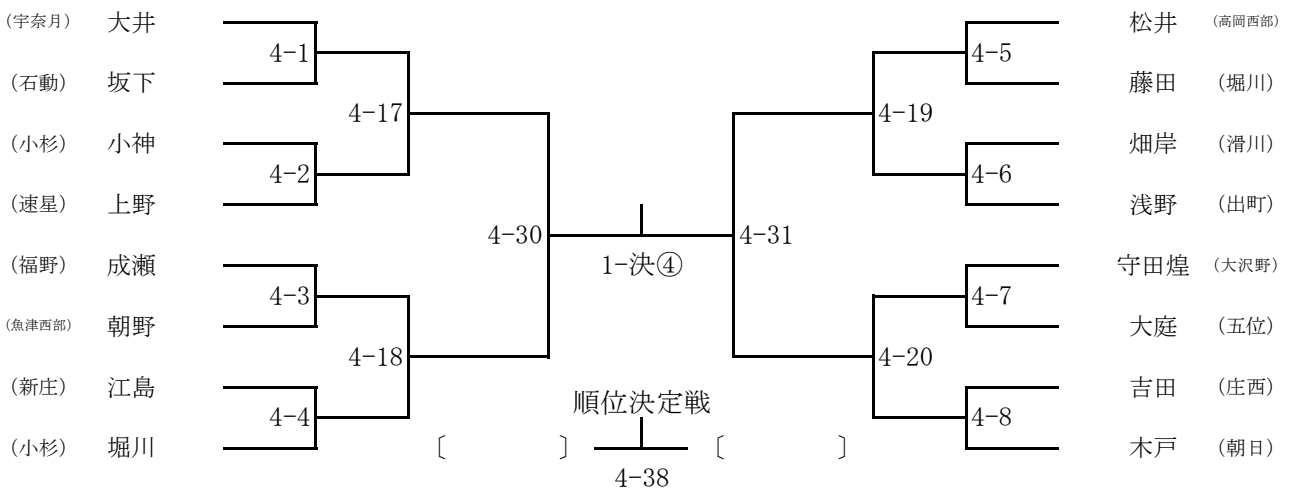 (宇奈月) 大井 松井 (高岡西部)
4-1 4-5
(石動) 坂下 藤田 (堀川)
4-17 4-19
(小杉) 小神 畑岸 (滑川)
4-2 4-6
(速星) 上野 浅野 (出町)
4-30 4-31
(福野) 成瀬 1-決④ 守田煌 (大沢野)
4-3 4-7
(魚津西部) 朝野 大庭 (五位)
4-18 4-20
(新庄) 江島 順位決定戦 吉田 (庄西)
4-4 4-8
(小杉) 堀川 〔 〕 〔 〕 木戸 (朝日)
4-38